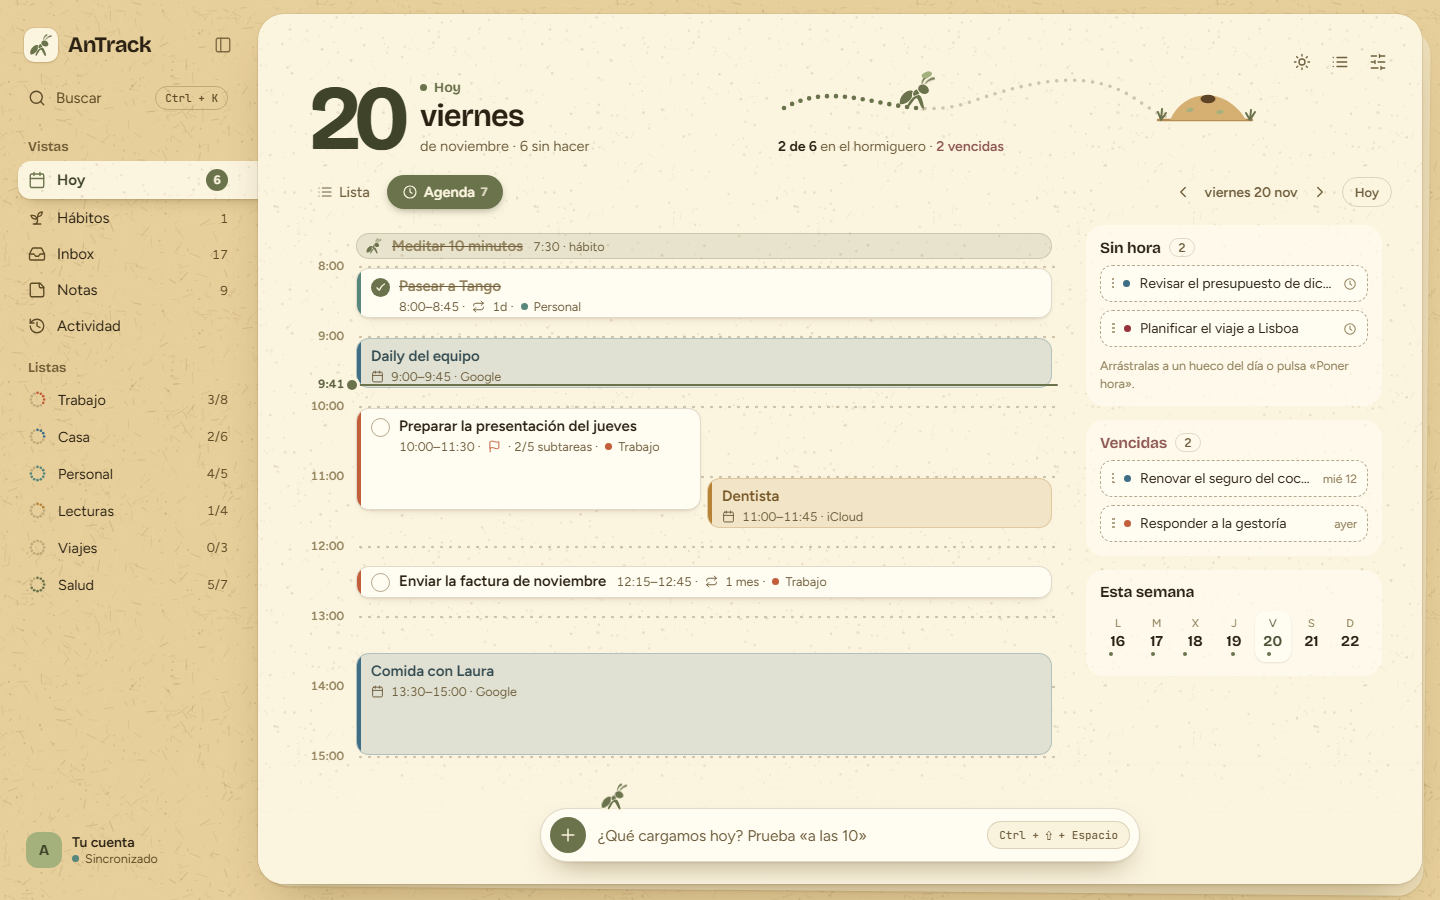 AnTrack
Buscar
Ctrl + K
Vistas
Hoy 6
Hábitos 1
Inbox 17
Notas 9
Actividad
Listas
Trabajo 3/8
Casa 2/6
Personal 4/5
Lecturas 1/4
Viajes 0/3
Salud 5/7
A
Tu cuenta
Sincronizado
20
Hoy
viernes
de noviembre · 6 sin hacer
2 de 6 en el hormiguero · 2 vencidas
Lista
Agenda 7
viernes 20 nov
Hoy
Meditar 10 minutos 7:30 · hábito
8:00
Pasear a Tango
8:00–8:45 · 1d · Personal
9:00
Daily del equipo
9:00–9:45 · Google
9:41
10:00
Preparar la presentación del jueves
10:00–11:30 · · 2/5 subtareas · Trabajo
11:00
Dentista
11:00–11:45 · iCloud
12:00
Enviar la factura de noviembre 12:15–12:45 · 1 mes · Trabajo
13:00
Comida con Laura
13:30–15:00 · Google
14:00
15:00
Sin hora 2
Revisar el presupuesto de dic...
Planificar el viaje a Lisboa
Arrástralas a un hueco del día o pulsa «Poner
hora».
Vencidas 2
Renovar el seguro del coc... mié 12
Responder a la gestoría ayer
Esta semana
L M X J V S D
16 17 18 19 20 21 22
¿Qué cargamos hoy? Prueba «a las 10»
Ctrl + ⇧ + Espacio